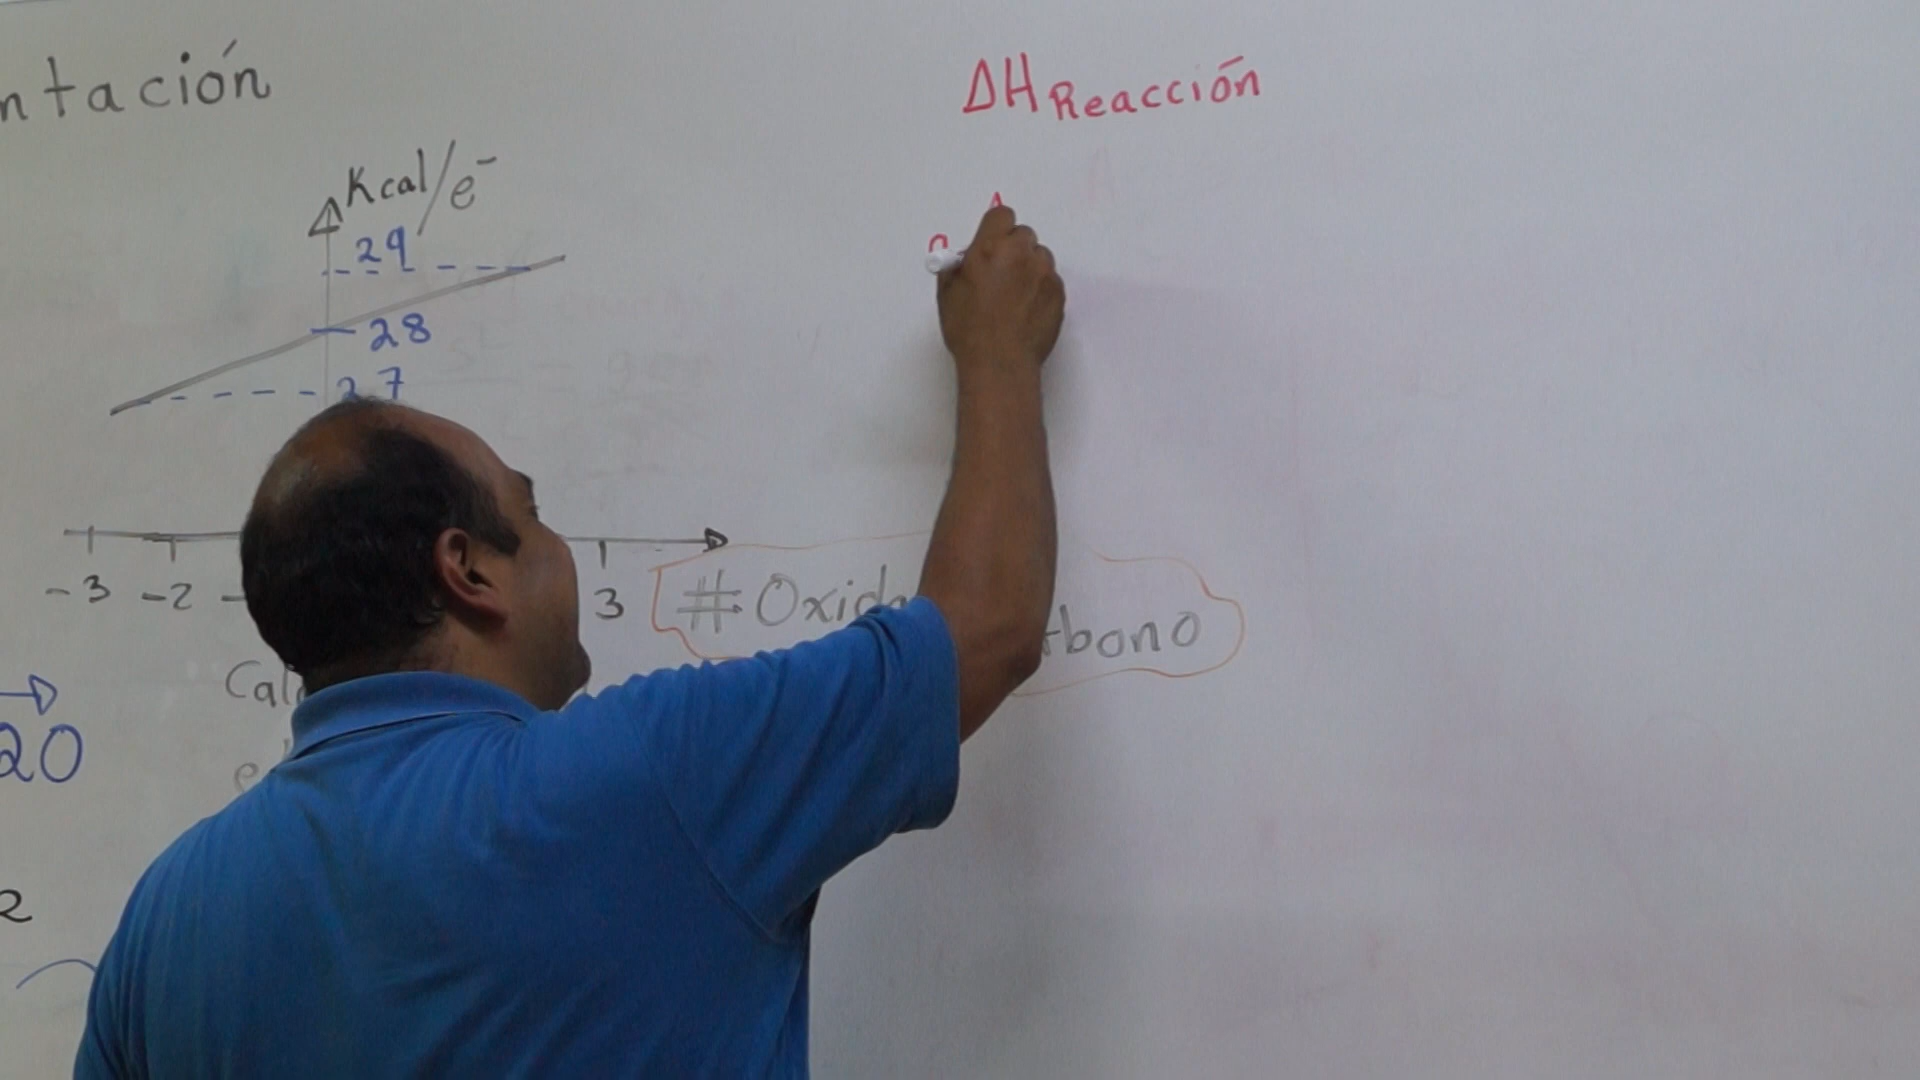 ntación
ΔH Reacción
Kcal/e⁻
29
28
27
-3 -2 - 3
# Oxid
rbono
Cal
20
e
2